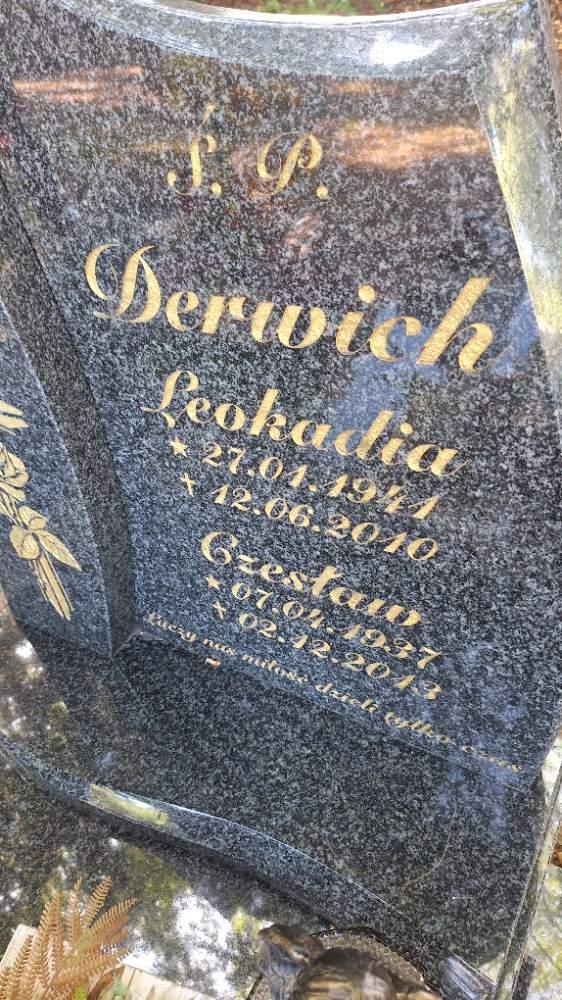 Ś. P.
Derwich
Leokadia
* 27.01.1941
† 12.06.2010
Czesław
* 07.04.1937
† 02.12.2013
Łączy nas miłość dzieli tylko czas